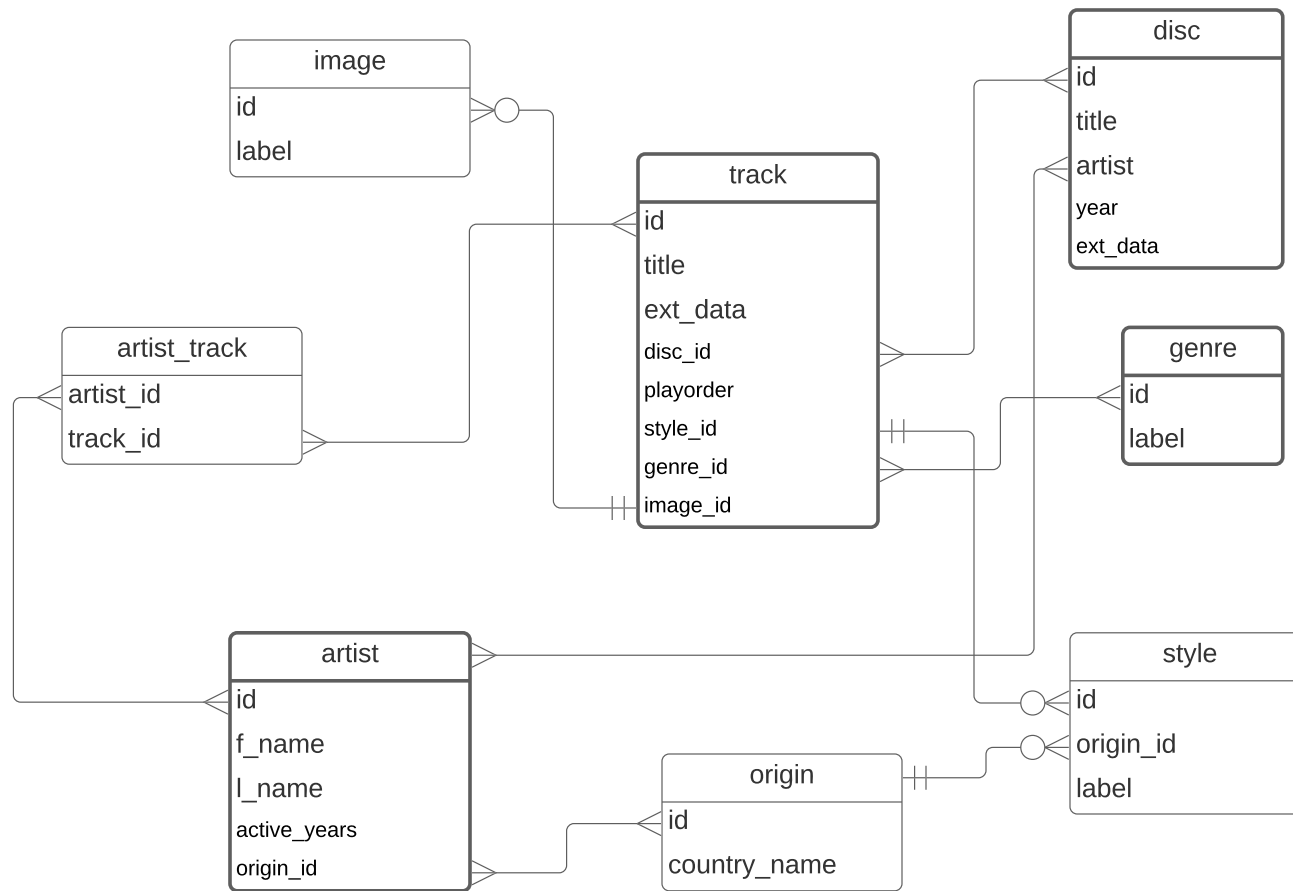 image
id
label
disc
id
title
artist
year
ext_data
track
id
title
ext_data
disc_id
playorder
style_id
genre_id
image_id
artist_track
artist_id
track_id
genre
id
label
artist
id
f_name
l_name
active_years
origin_id
origin
id
country_name
style
id
origin_id
label